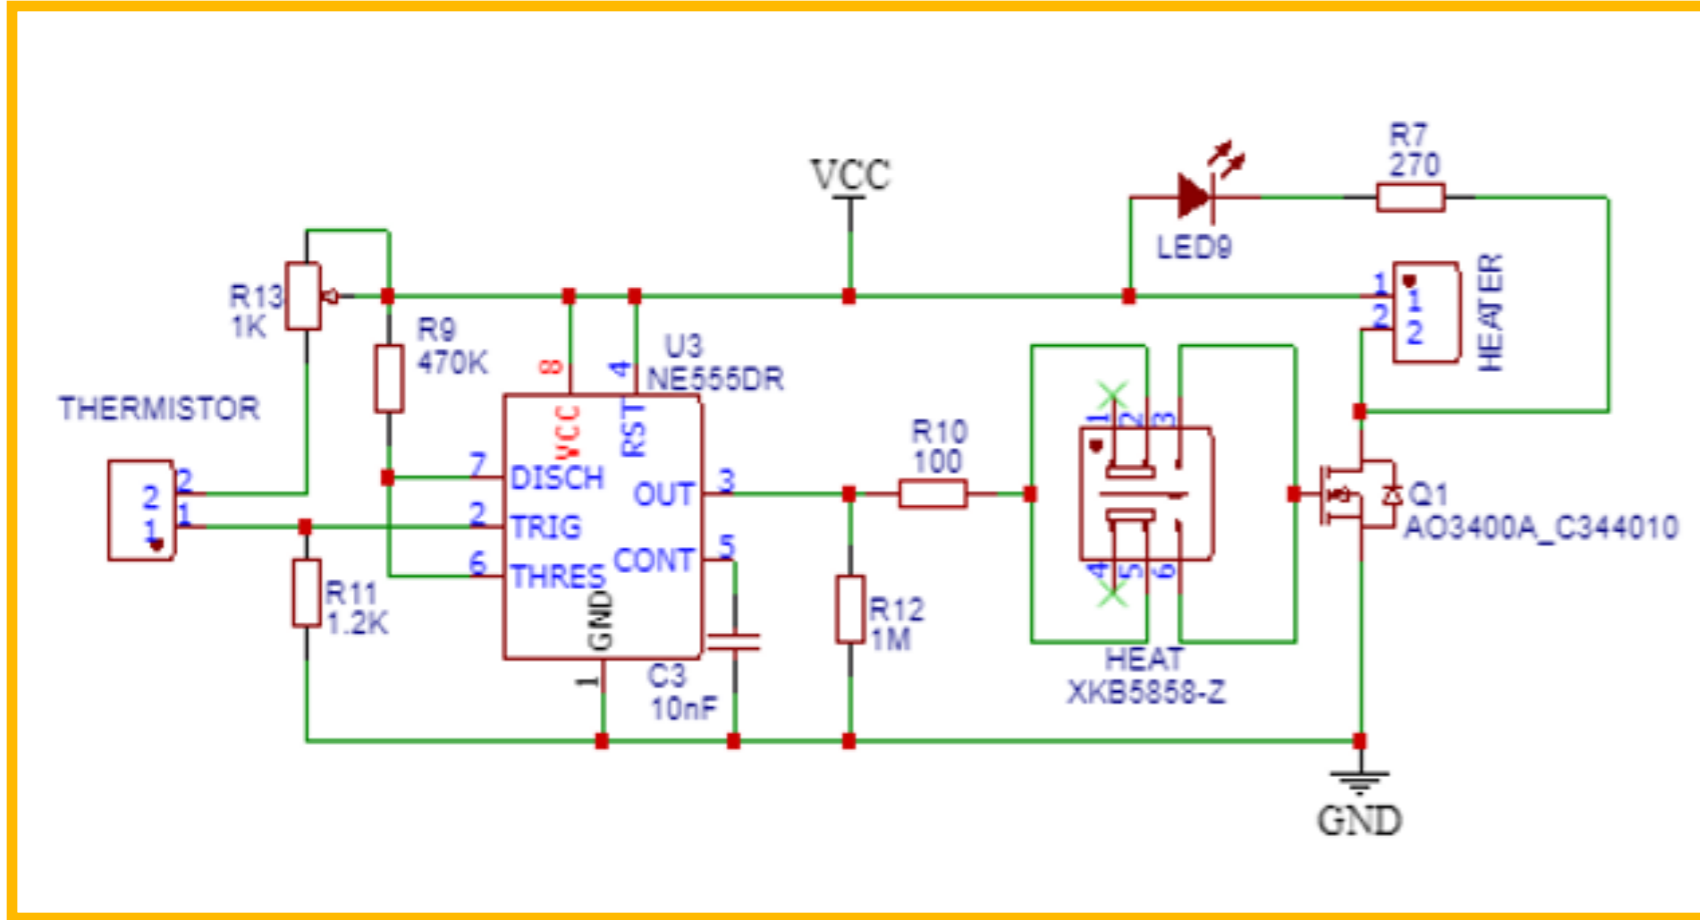 VCC
R7
270
LED9
R13
1K
R9
470K
1
1
2
2
HEATER
U3
NE555DR
8
4
VCC
RST
THERMISTOR
2
2
1
1
7
DISCH
2
TRIG
6
THRES
OUT
3
CONT
5
GND
1
R10
100
1
2
3
4
5
6
Q1
AO3400A_C344010
R11
1.2K
R12
1M
C3
10nF
HEAT
XKB5858-Z
GND